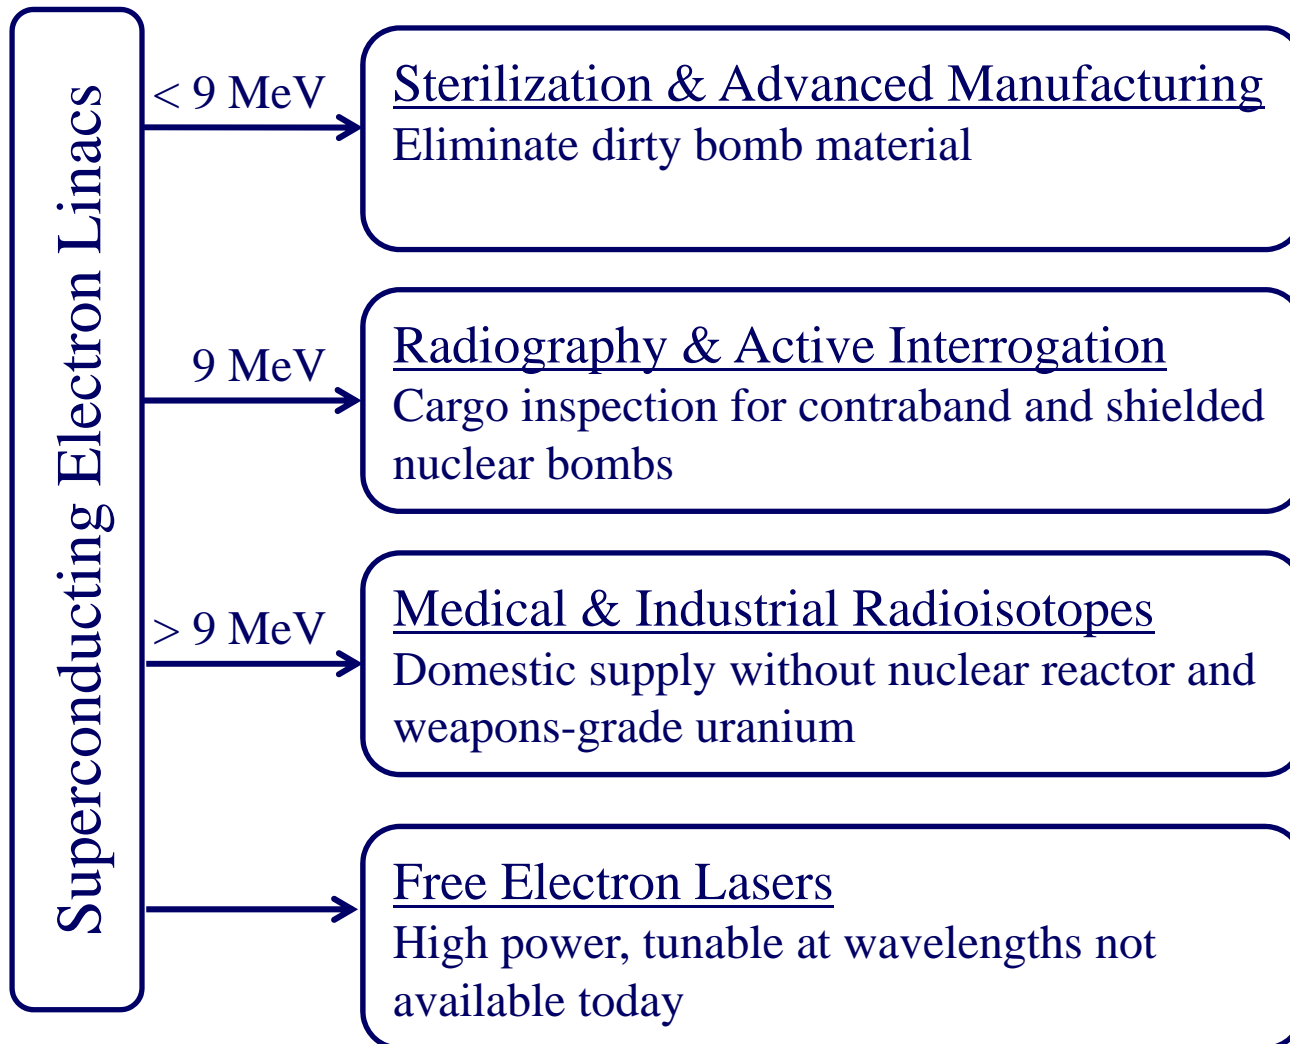 Superconducting Electron Linacs
< 9 MeV
Sterilization & Advanced Manufacturing
Eliminate dirty bomb material
9 MeV
Radiography & Active Interrogation
Cargo inspection for contraband and shielded
nuclear bombs
> 9 MeV
Medical & Industrial Radioisotopes
Domestic supply without nuclear reactor and
weapons-grade uranium
Free Electron Lasers
High power, tunable at wavelengths not
available today